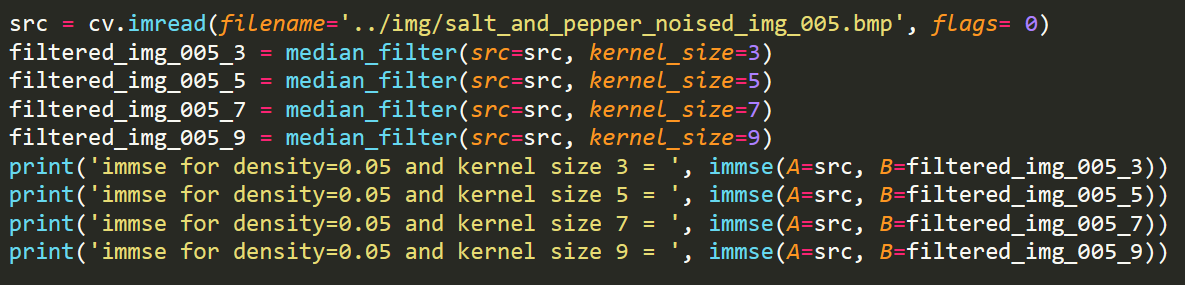 src = cv.imread(filename='../img/salt_and_pepper_noised_img_005.bmp', flags= 0)
filtered_img_005_3 = median_filter(src=src, kernel_size=3)
filtered_img_005_5 = median_filter(src=src, kernel_size=5)
filtered_img_005_7 = median_filter(src=src, kernel_size=7)
filtered_img_005_9 = median_filter(src=src, kernel_size=9)
print('immse for density=0.05 and kernel size 3 = ', immse(A=src, B=filtered_img_005_3))
print('immse for density=0.05 and kernel size 5 = ', immse(A=src, B=filtered_img_005_5))
print('immse for density=0.05 and kernel size 7 = ', immse(A=src, B=filtered_img_005_7))
print('immse for density=0.05 and kernel size 9 = ', immse(A=src, B=filtered_img_005_9))